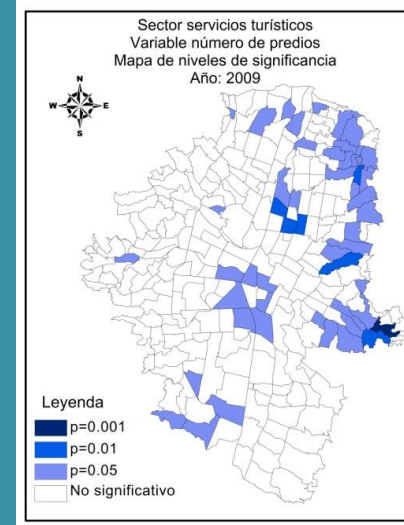 Sector servicios turísticos
Variable número de predios
Mapa de niveles de significancia
Año: 2009
N
W E
S
Leyenda
p=0.001
p=0.01
p=0.05
No significativo